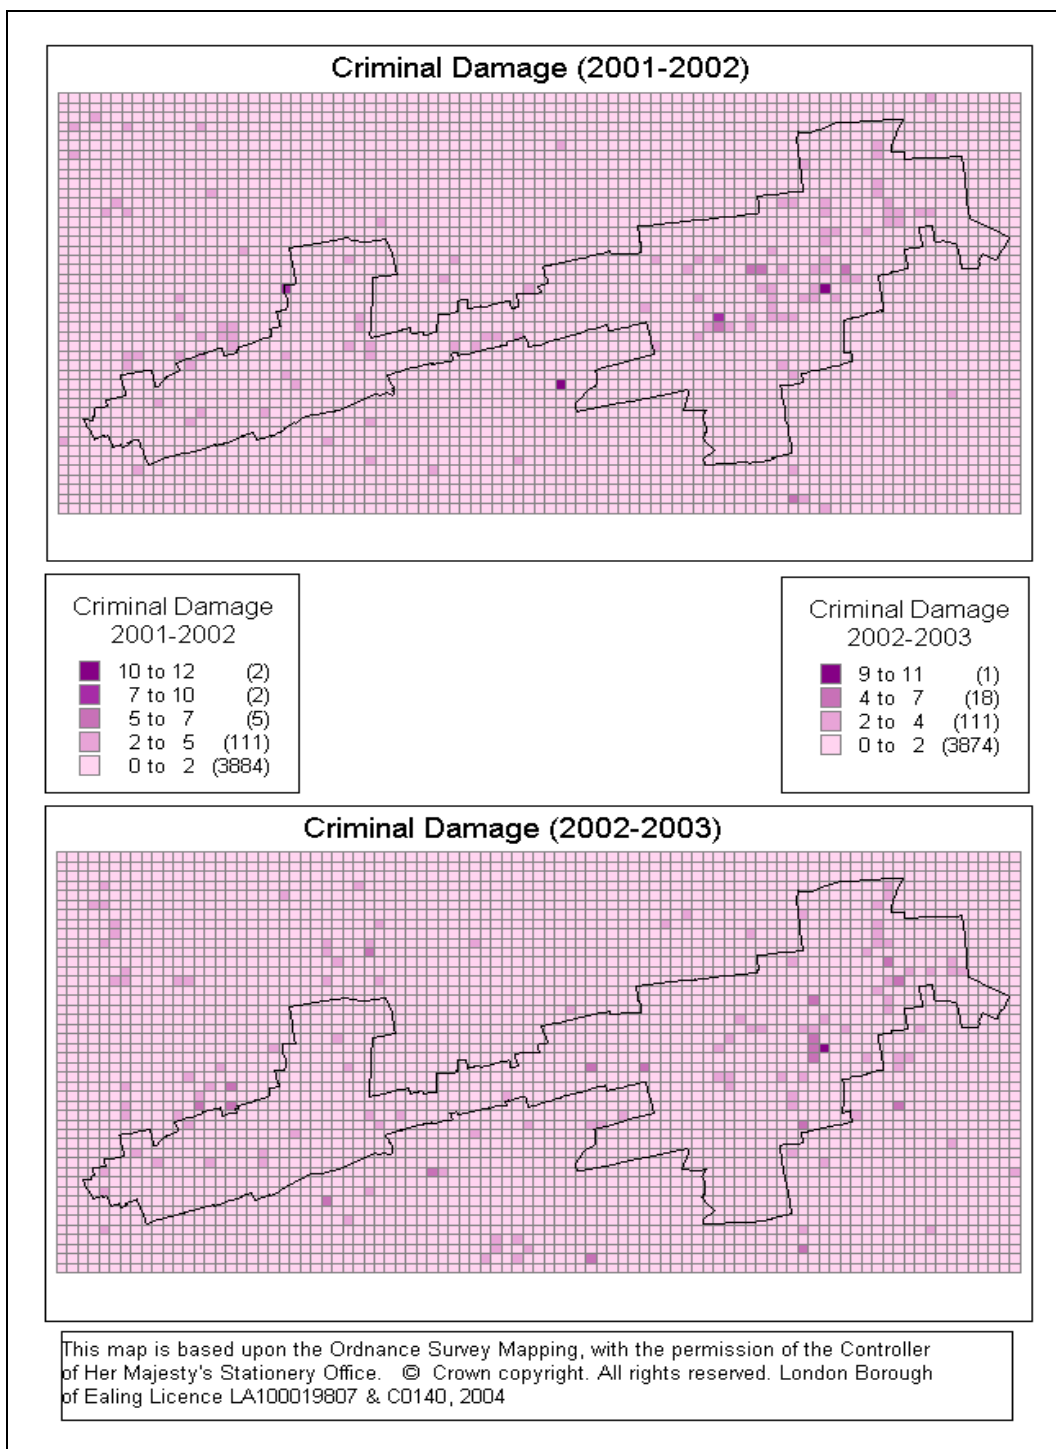 Criminal Damage (2001-2002)
Criminal Damage
2001-2002
10 to 12 (2)
7 to 10 (2)
5 to 7 (5)
2 to 5 (111)
0 to 2 (3884)
Criminal Damage
2002-2003
9 to 11 (1)
4 to 7 (18)
2 to 4 (111)
0 to 2 (3874)
Criminal Damage (2002-2003)
This map is based upon the Ordnance Survey Mapping, with the permission of the Controller
of Her Majesty's Stationery Office. © Crown copyright. All rights reserved. London Borough
of Ealing Licence LA100019807 & C0140, 2004